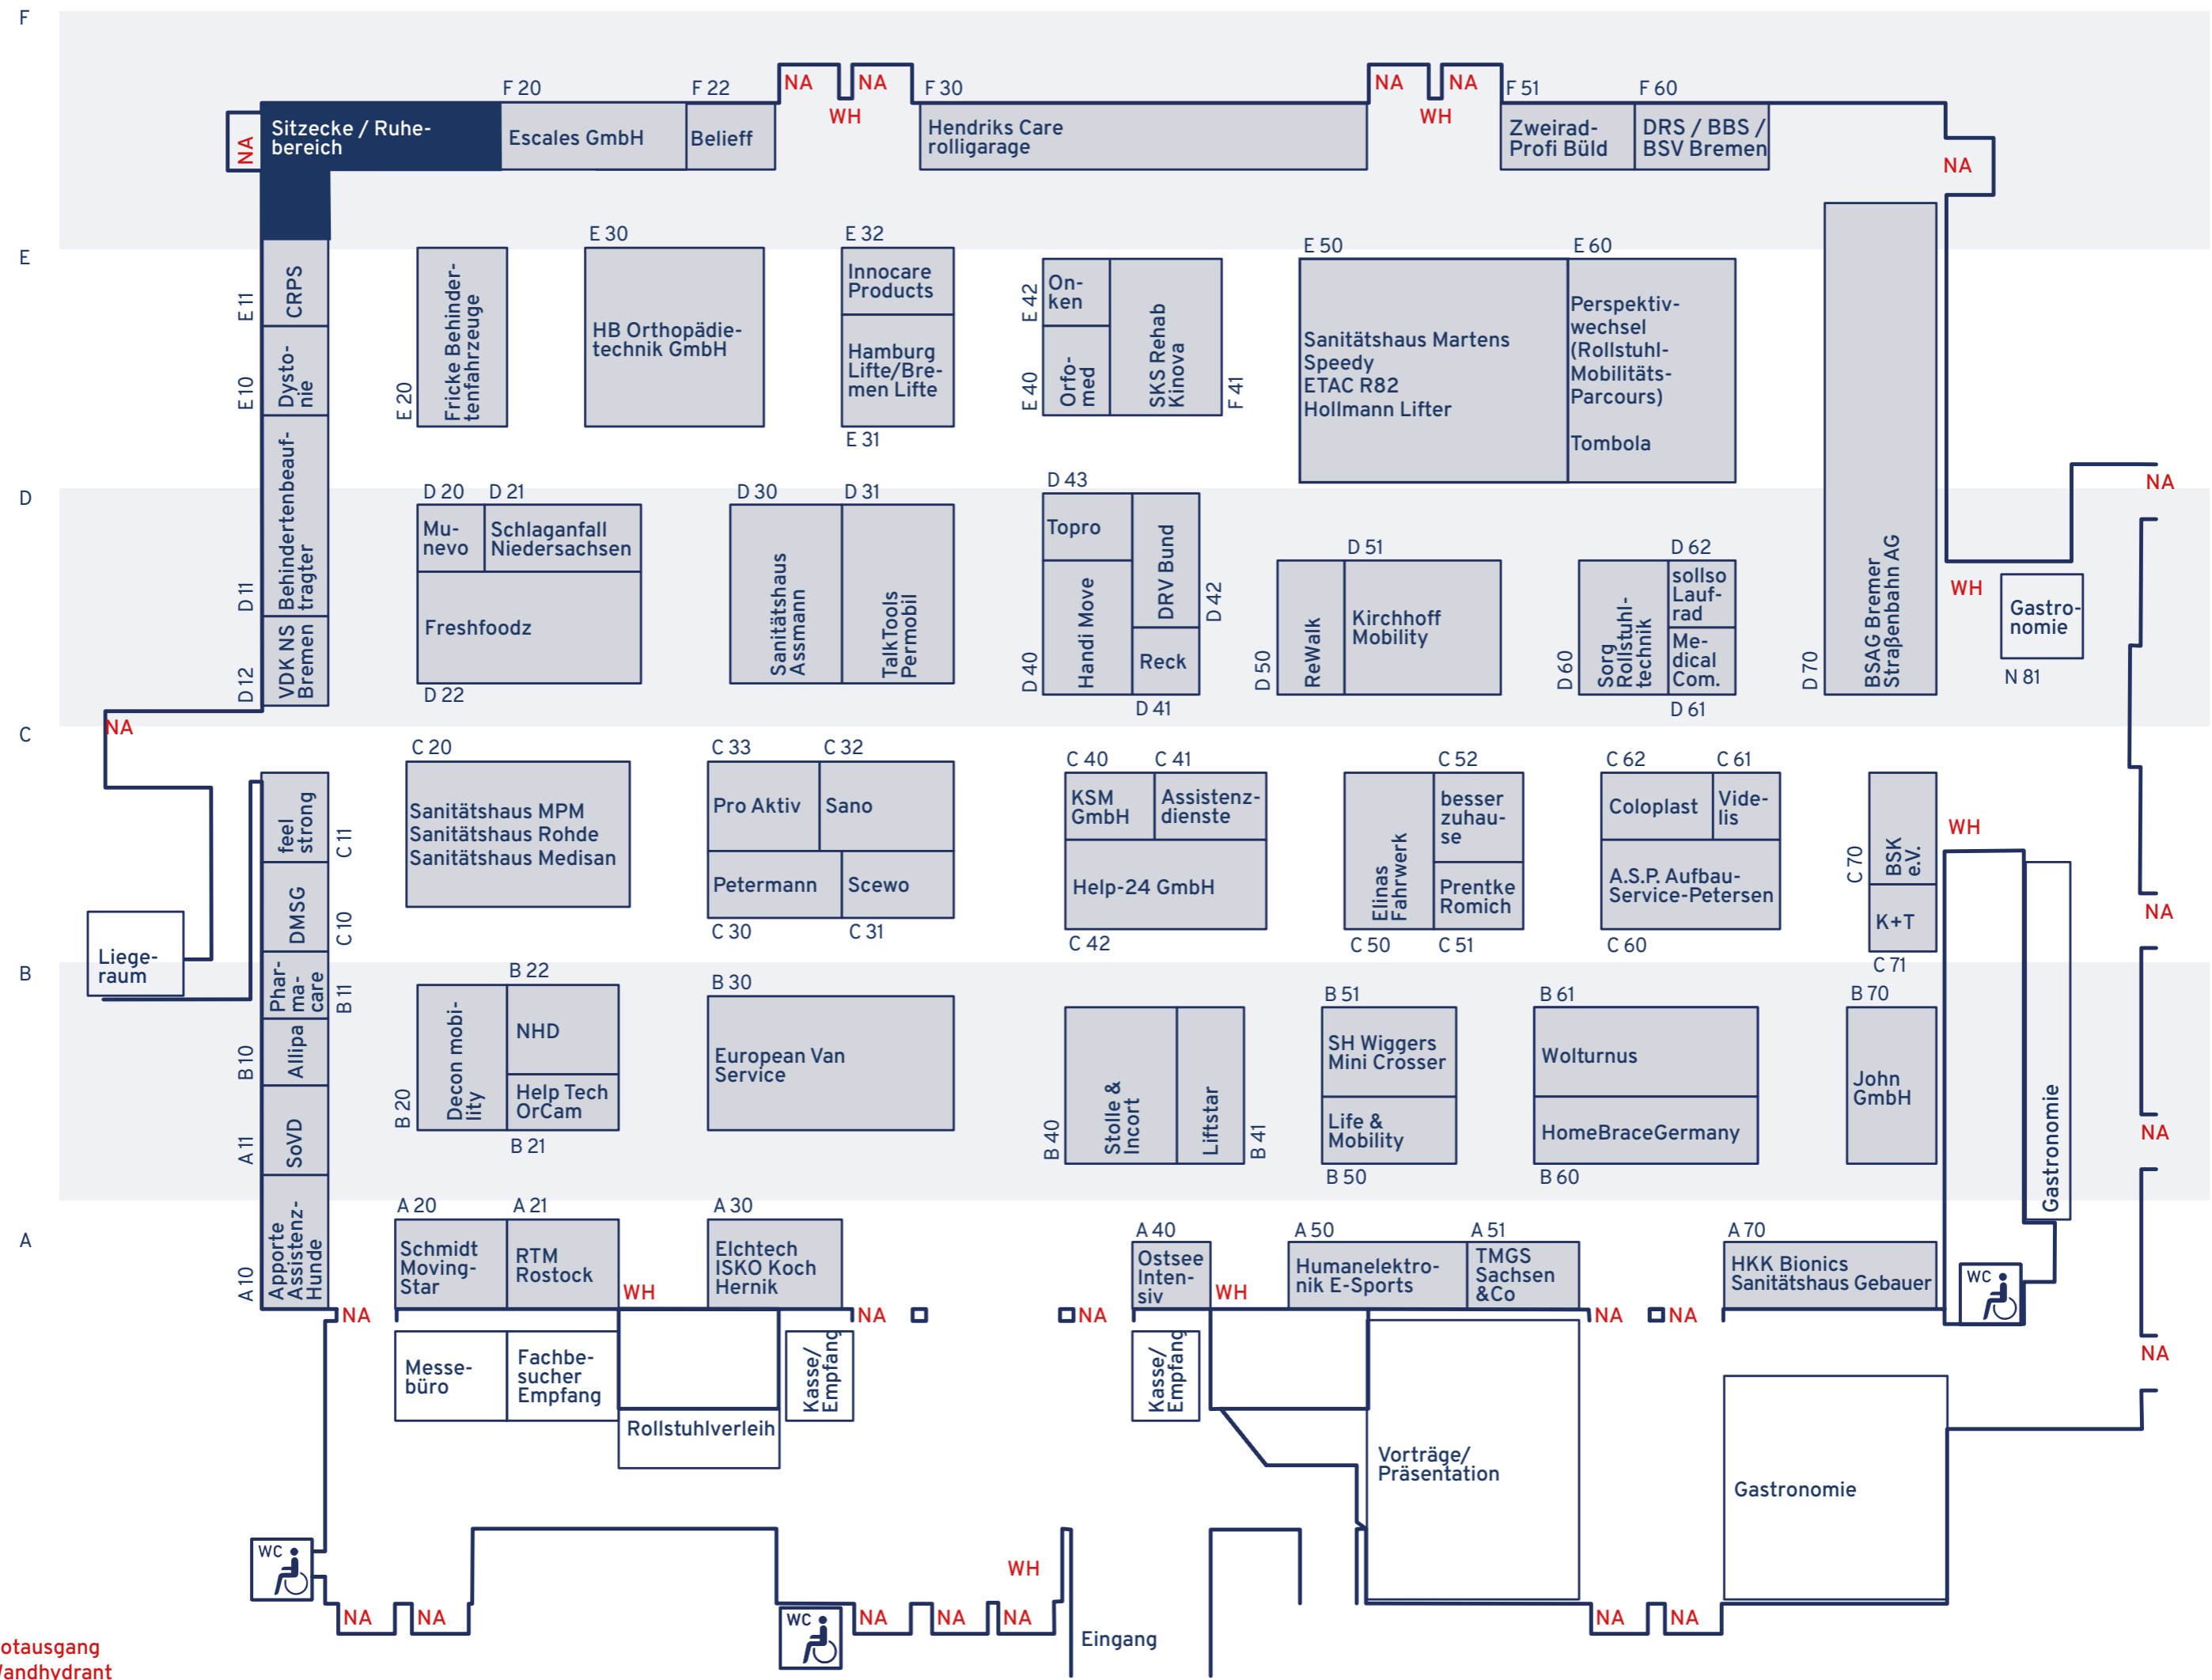 F
F 20
F 22
NA
NA
WH
F 30
NA
NA
WH
F 51
F 60
NA
Sitzecke / Ruhe-
bereich
Escales GmbH
Belieff
Hendriks Care
rolligarage
Zweirad-
Profi Büld
DRS / BBS /
BSV Bremen
NA
E
E 11
CRPS
E 10
Dysto-
nie
E 20
Fricke Behinder-
tenfahrzeuge
E 30
HB Orthopädie-
technik GmbH
E 32
Innocare
Products
Hamburg
Lifte/Bre-
men Lifte
E 31
E 42
On-
ken
E 40
Orfo-
med
SKS Rehab
Kinova
F 41
E 50
Sanitätshaus Martens
Speedy
ETAC R82
Hollmann Lifter
E 60
Perspektiv-
wechsel
(Rollstuhl-
Mobilitäts-
Parcours)
Tombola
D
D 11
Behindertenbeauf-
tragter
D 12
VDK NS
Bremen
D 20
Mu-
nevo
D 21
Schlaganfall
Niedersachsen
Freshfoodz
D 22
D 30
Sanitätshaus
Assmann
D 31
TalkTools
Permobil
D 43
Topro
D 40
Handi Move
DRV Bund
D 42
Reck
D 41
D 50
ReWalk
D 51
Kirchhoff
Mobility
D 60
Sorg
Rollstuhl-
technik
D 62
sollso
Lauf-
rad
Me-
dical
Com.
D 61
D 70
BSAG Bremer
Straßenbahn AG
NA
WH
Gastro-
nomie
N 81
NA
C
feel
strong
C 11
DMSG
C 10
C 20
Sanitätshaus MPM
Sanitätshaus Rohde
Sanitätshaus Medisan
C 33
Pro Aktiv
C 32
Sano
Petermann
C 30
Scewo
C 31
C 40
KSM
GmbH
C 41
Assistenz-
dienste
Help-24 GmbH
C 42
Elinas
Fahrwerk
C 50
C 52
besser
zuhau-
se
Prentke
Romich
C 51
C 62
Coloplast
C 61
Vide-
lis
A.S.P. Aufbau-
Service-Petersen
C 60
C 70
BSK
e.V.
K+T
C 71
WH
NA
Liege-
raum
B
Phar-
ma-
care
B 11
B 10
Allipa
A 11
SoVD
B 20
Decon mobi-
lity
B 22
NHD
Help Tech
OrCam
B 21
B 30
European Van
Service
B 40
Stolle &
Incort
Liftstar
B 41
B 51
SH Wiggers
Mini Crosser
Life &
Mobility
B 50
B 61
Wolturnus
HomeBraceGermany
B 60
B 70
John
GmbH
Gastronomie
NA
A
A 10
Apporte
Assistenz-
Hunde
NA
A 20
Schmidt
Moving-
Star
A 21
RTM
Rostock
WH
A 30
Elchtech
ISKO Koch
Hernik
NA
NA
A 40
Ostsee
Inten-
siv
WH
A 50
Humanelektro-
nik E-Sports
A 51
TMGS
Sachsen
&Co
NA
NA
A 70
HKK Bionics
Sanitätshaus Gebauer
WC
NA
Messe-
büro
Fachbe-
sucher
Empfang
Rollstuhlverleih
Kasse/
Empfang
Kasse/
Empfang
Vorträge/
Präsentation
Gastronomie
WC
NA
NA
WC
NA
NA
NA
WH
Eingang
NA
NA
otausgang
andhydrant